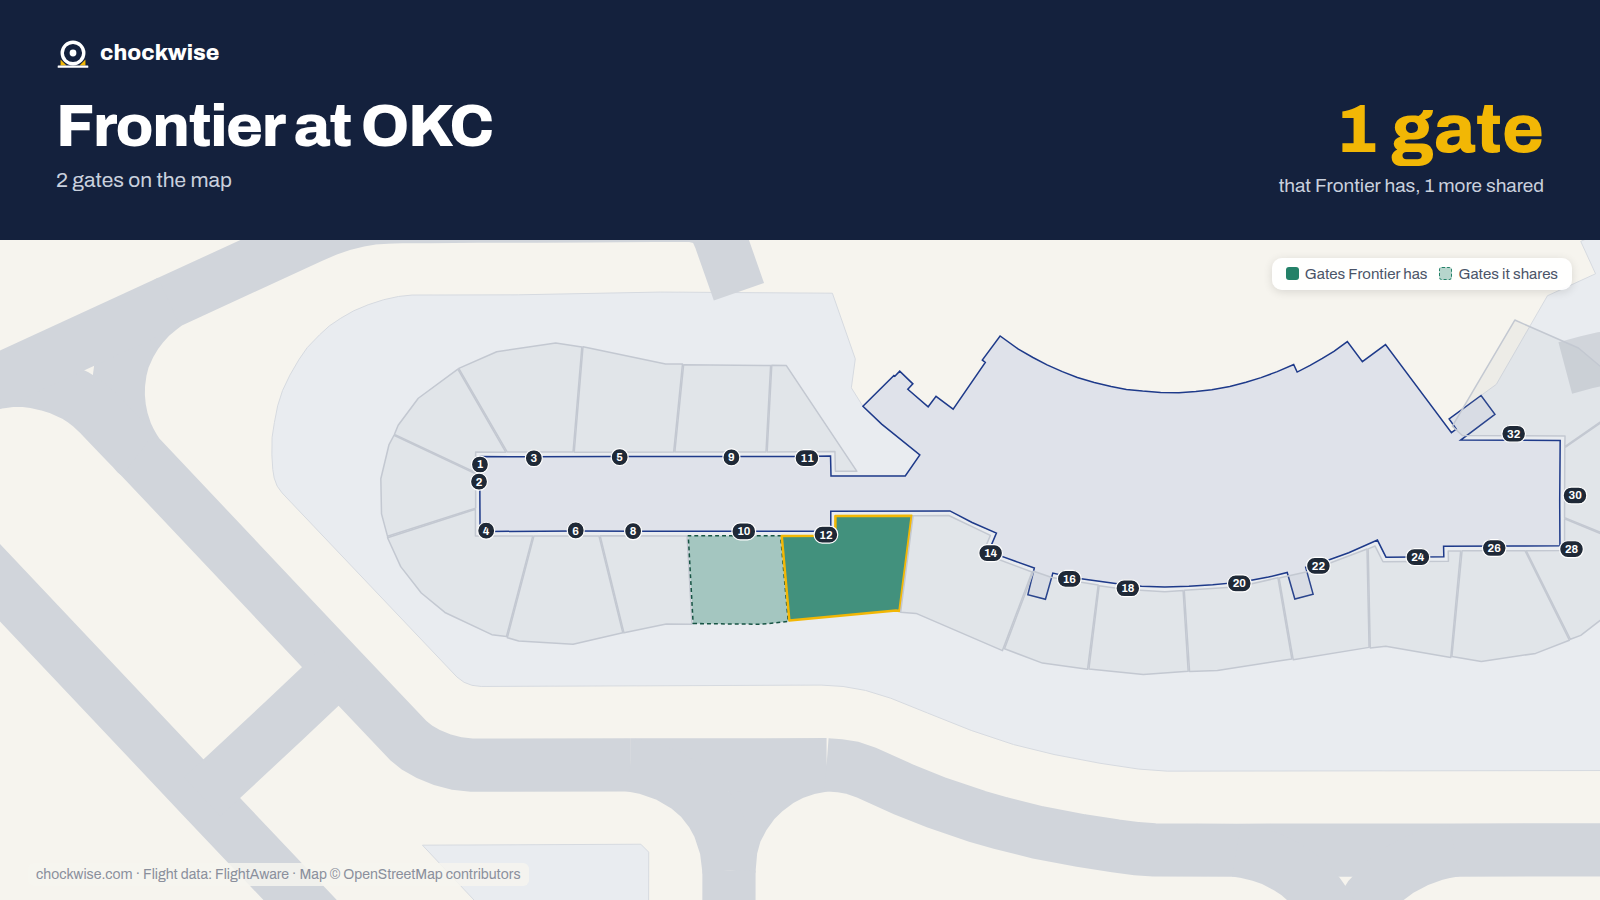 chockwise
Frontier at OKC
2 gates on the map
1 gate
that Frontier has, 1 more shared
Gates Frontier has
Gates it shares
32
1
3
5
9
11
2
30
4
6
8
10
12
14
16
18
20
22
24
26
28
chockwise.com · Flight data: FlightAware · Map © OpenStreetMap contributors